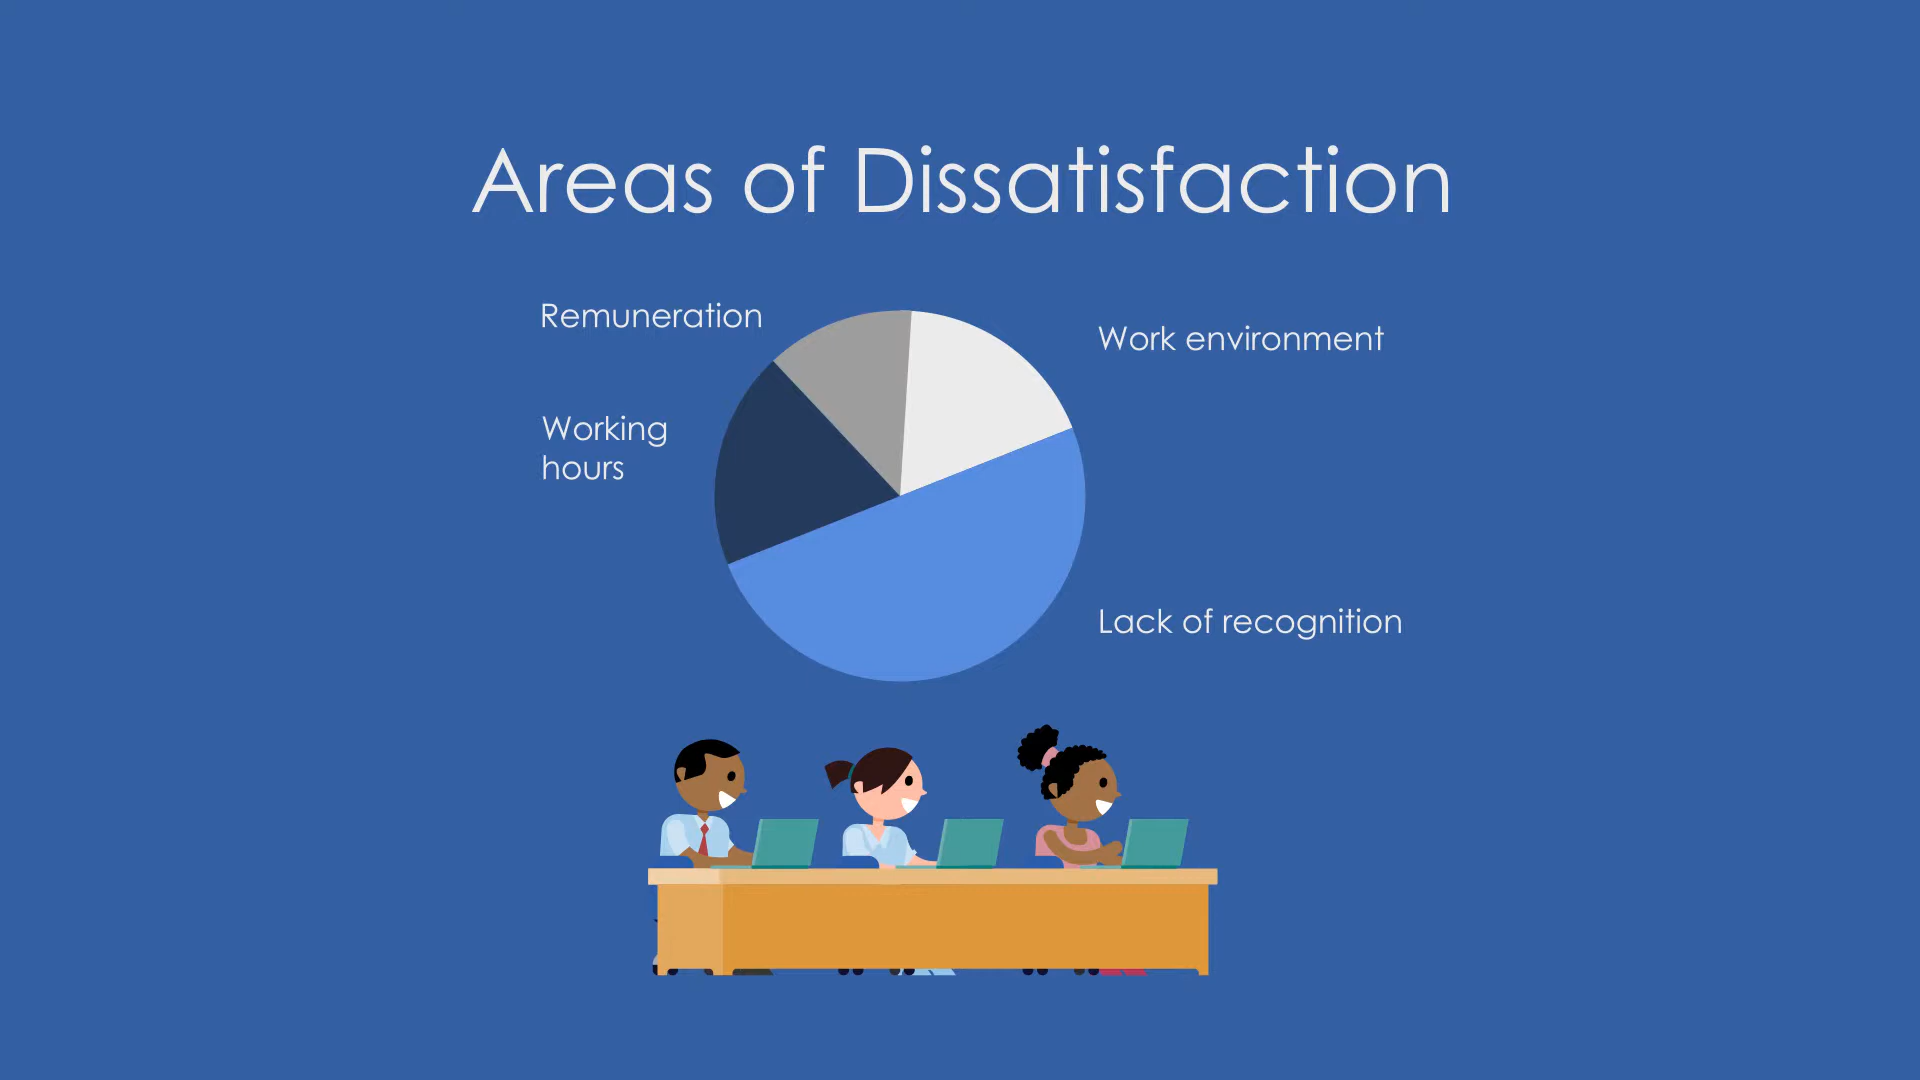 Areas of Dissatisfaction
Remuneration
Work environment
Working
hours
Lack of recognition